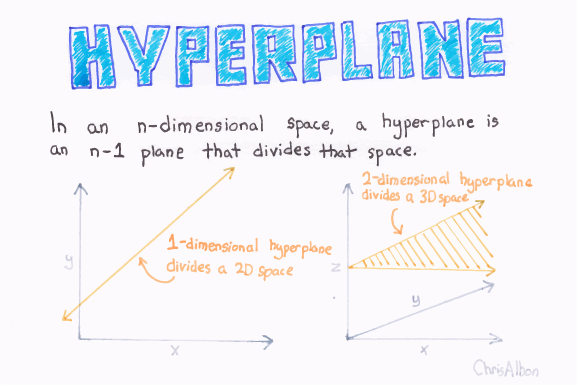 HYPERPLANE
In an n-dimensional space, a hyperplane is
an n-1 plane that divides that space.
1-dimensional hyperplane
divides a 2D space
y
x
2-dimensional hyperplane
divides a 3D space
z
y
x
ChrisAlbon